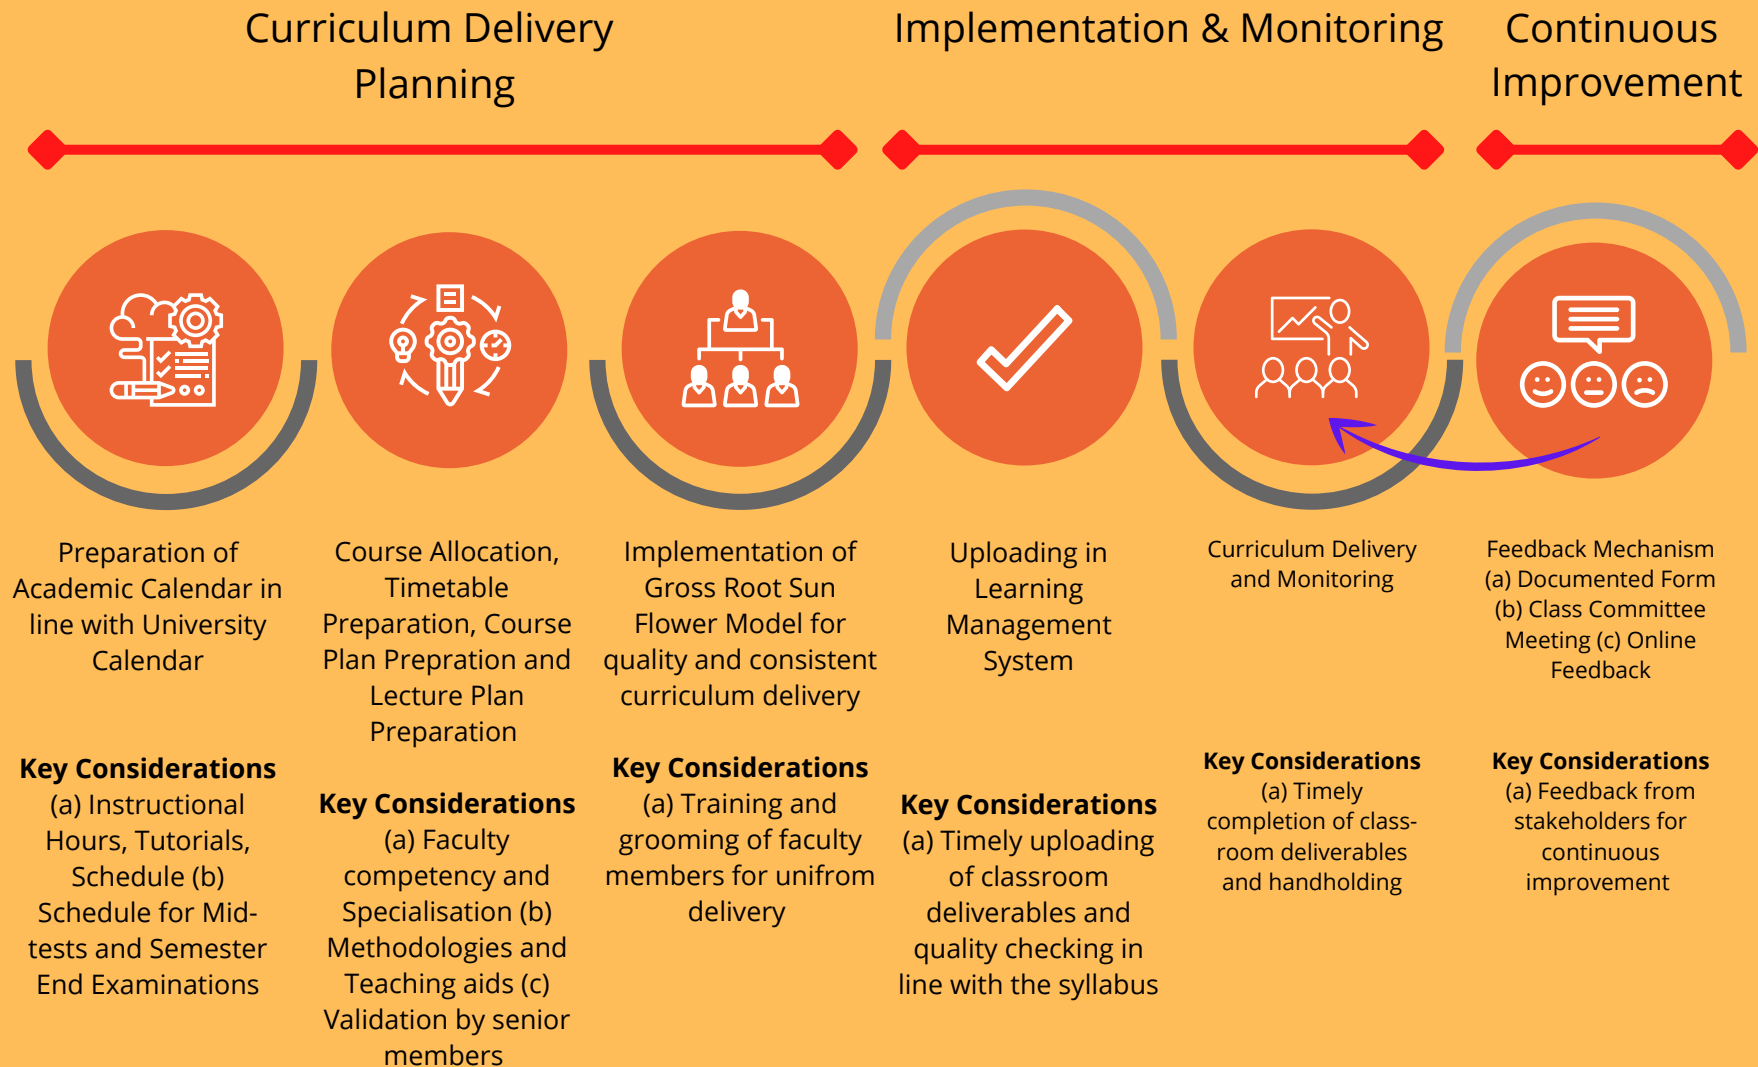 Curriculum Delivery
Planning
Implementation & Monitoring
Continuous
Improvement
Preparation of
Academic Calendar in
line with University
Calendar
Key Considerations
(a) Instructional
Hours, Tutorials,
Schedule (b)
Schedule for Mid-
tests and Semester
End Examinations
Course Allocation,
Timetable
Preparation, Course
Plan Prepration and
Lecture Plan
Preparation
Key Considerations
(a) Faculty
competency and
Specialisation (b)
Methodologies and
Teaching aids (c)
Validation by senior
members
Implementation of
Gross Root Sun
Flower Model for
quality and consistent
curriculum delivery
Key Considerations
(a) Training and
grooming of faculty
members for unifrom
delivery
Uploading in
Learning
Management
System
Key Considerations
(a) Timely uploading
of classroom
deliverables and
quality checking in
line with the syllabus
Curriculum Delivery
and Monitoring
Key Considerations
(a) Timely
completion of class-
room deliverables
and handholding
Feedback Mechanism
(a) Documented Form
(b) Class Committee
Meeting (c) Online
Feedback
Key Considerations
(a) Feedback from
stakeholders for
continuous
improvement